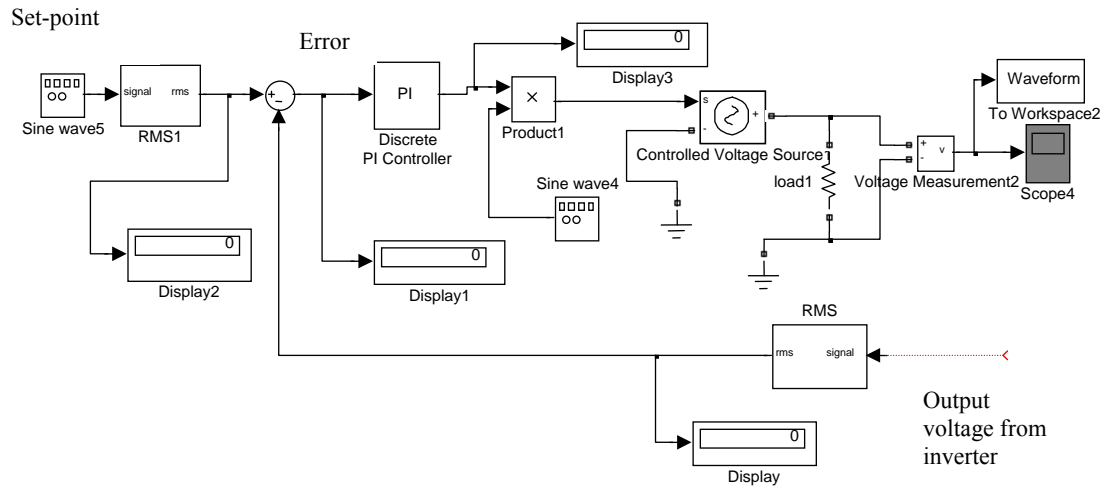 Set-point
Error
0
Display3
Waveform
To Workspace2
signal
rms
+
-
PI
×
s
+
-
+
-
v
Sine wave5
RMS1
Discrete
PI Controller
Product1
Controlled Voltage Source1
load1
Voltage Measurement2
Scope4
Sine wave4
0
Display2
0
Display1
RMS
rms
signal
Output
voltage from
inverter
0
Display